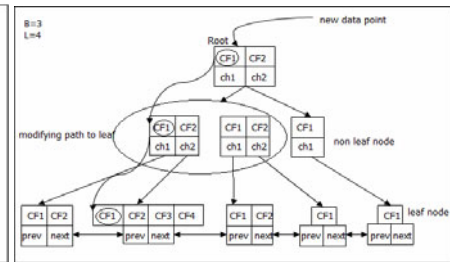 B=3
L=4
new data point
Root
CF1 CF2
ch1 ch2
modifying path to leaf
CF1 CF2
ch1 ch2
CF1 CF2
ch1 ch2
CF1
ch1
non leaf node
CF1 CF2
prev next
CF1 CF2 CF3 CF4
prev next
CF1 CF2
prev next
CF1
prev next
CF1
prev next
leaf node